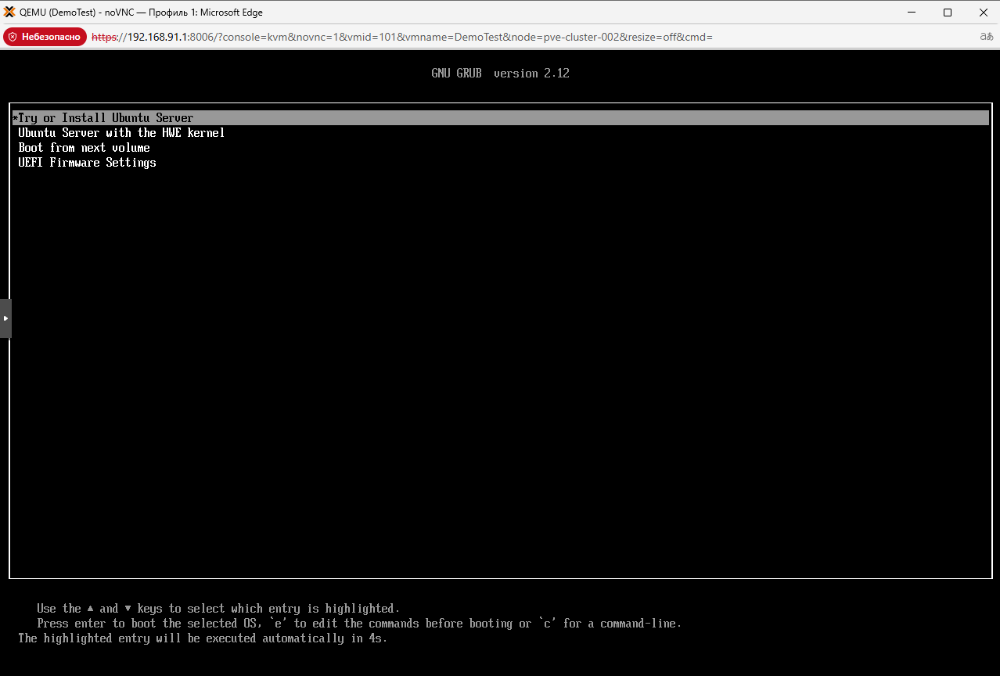 QEMU (DemoTest) - noVNC — Профиль 1: Microsoft Edge
Небезопасно https://192.168.91.1:8006/?console=kvm&novnc=1&vmid=101&vmname=DemoTest&node=pve-cluster-002&resize=off&cmd= aあ
GNU GRUB version 2.12
*Try or Install Ubuntu Server
Ubuntu Server with the HWE kernel
Boot from next volume
UEFI Firmware Settings
Use the ▲ and ▼ keys to select which entry is highlighted.
Press enter to boot the selected OS, `e' to edit the commands before booting or `c' for a command-line.
The highlighted entry will be executed automatically in 4s.